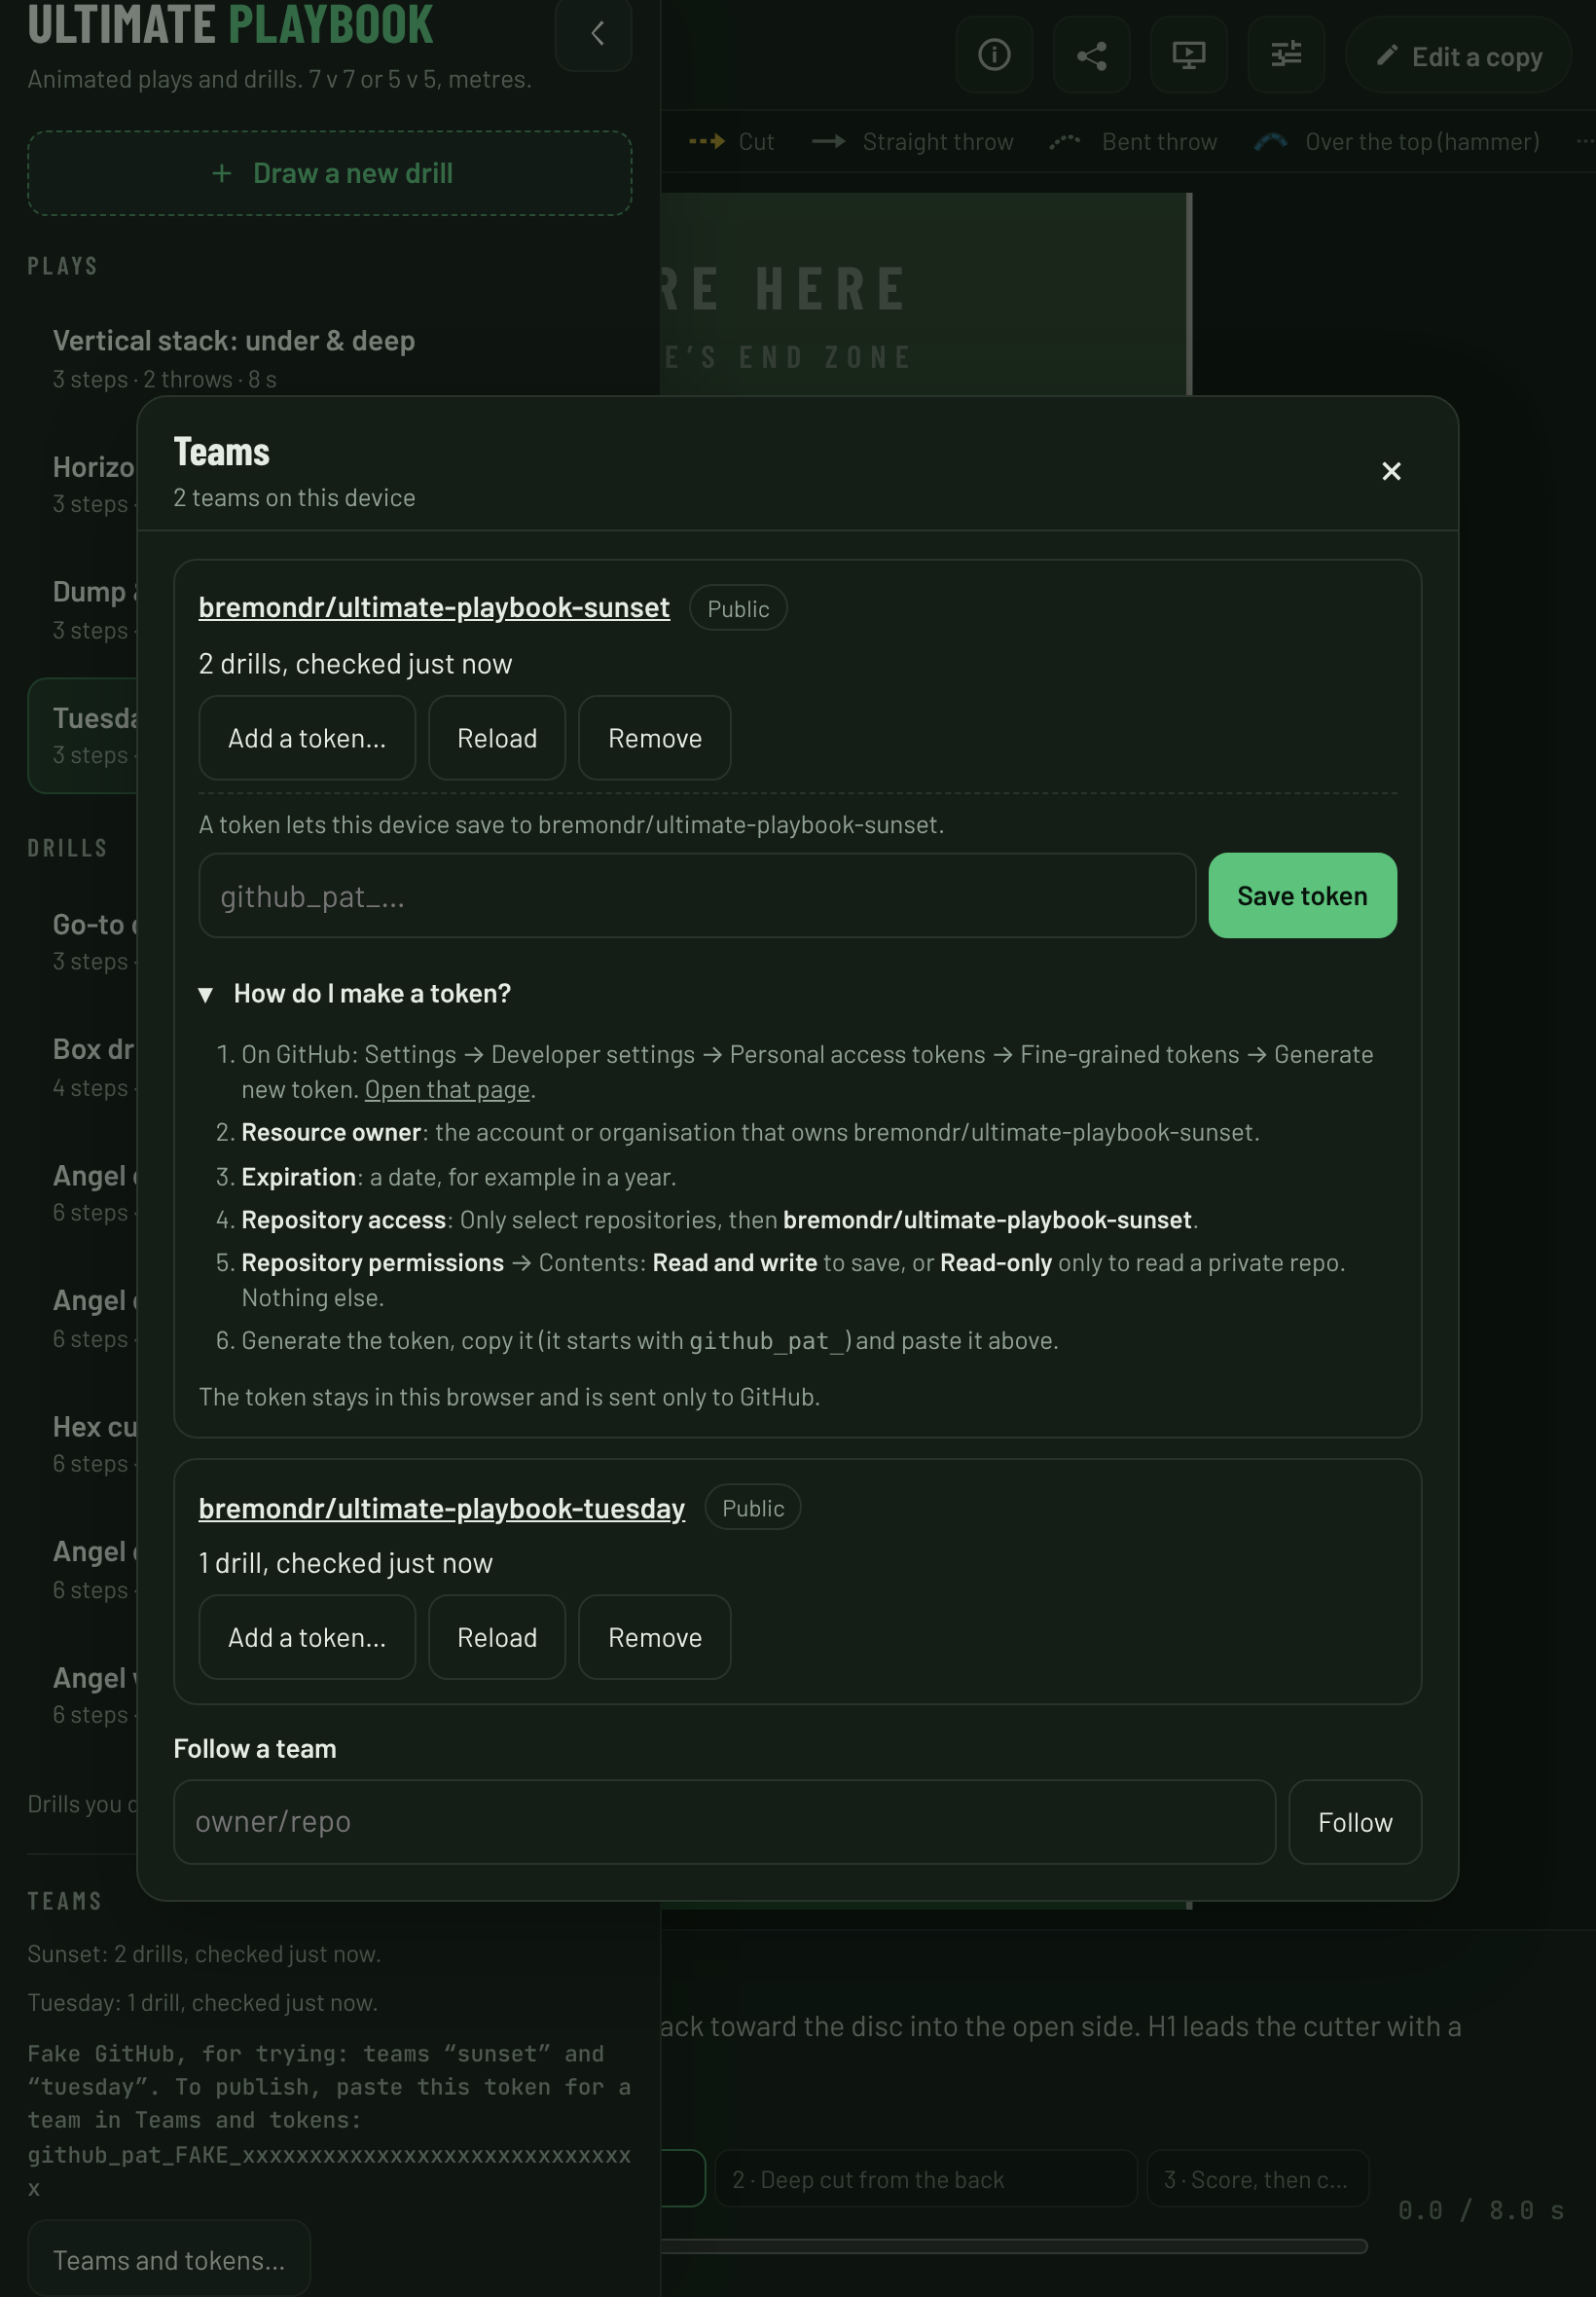 ULTIMATE PLAYBOOK
Animated plays and drills. 7 v 7 or 5 v 5, metres.
+ Draw a new drill
PLAYS
Vertical stack: under & deep
3 steps · 2 throws · 8 s
Horizo
3 steps ·
Dump &
3 steps ·
Tuesda
3 steps ·
DRILLS
Go-to
3 steps ·
Box dr
4 steps ·
Angel
6 steps ·
Angel
6 steps ·
Hex cu
6 steps ·
Angel
6 steps ·
Angel
6 steps ·
Drills you
TEAMS
Sunset: 2 drills, checked just now.
Tuesday: 1 drill, checked just now.
Fake GitHub, for trying: teams “sunset” and
“tuesday”. To publish, paste this token for a
team in Teams and tokens:
github_pat_FAKE_xxxxxxxxxxxxxxxxxxxxxxxxxxxxx
x
Teams and tokens...
Edit a copy
Cut
Straight throw
Bent throw
Over the top (hammer)
RE HERE
E’S END ZONE
Teams
2 teams on this device
bremondr/ultimate-playbook-sunset Public
2 drills, checked just now
Add a token... Reload Remove
A token lets this device save to bremondr/ultimate-playbook-sunset.
github_pat_... Save token
▼ How do I make a token?
1. On GitHub: Settings → Developer settings → Personal access tokens → Fine-grained tokens → Generate
new token. Open that page.
2. Resource owner: the account or organisation that owns bremondr/ultimate-playbook-sunset.
3. Expiration: a date, for example in a year.
4. Repository access: Only select repositories, then bremondr/ultimate-playbook-sunset.
5. Repository permissions → Contents: Read and write to save, or Read-only only to read a private repo.
Nothing else.
6. Generate the token, copy it (it starts with github_pat_) and paste it above.
The token stays in this browser and is sent only to GitHub.
bremondr/ultimate-playbook-tuesday Public
1 drill, checked just now
Add a token... Reload Remove
Follow a team
owner/repo Follow
ack toward the disc into the open side. H1 leads the cutter with a
2 · Deep cut from the back
3 · Score, then c...
0.0 / 8.0 s